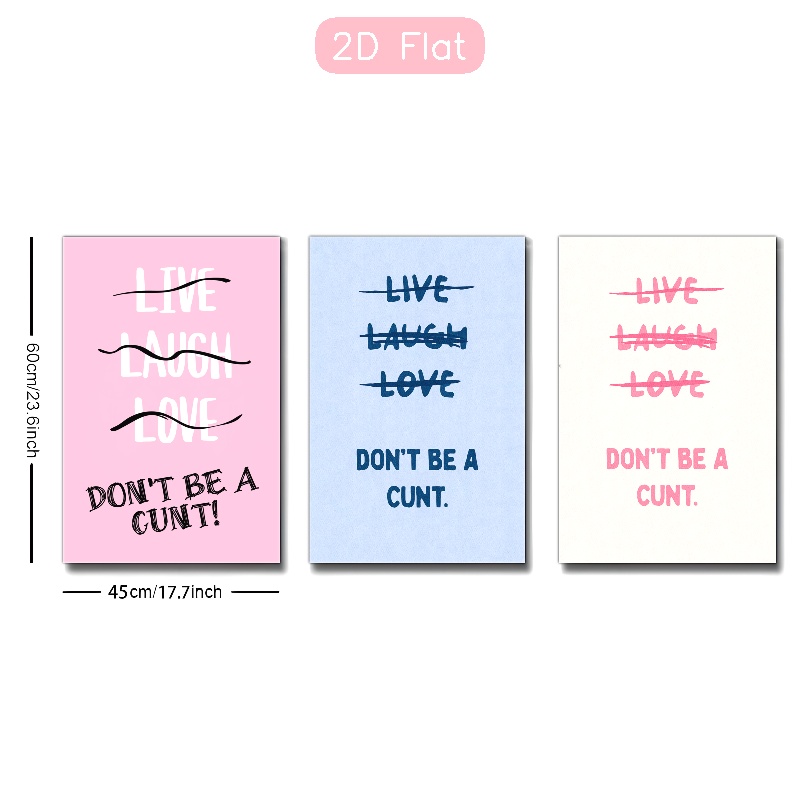 2D Flat
60cm/23.6inch
LIVE
LAUGH
LOVE
DON'T BE A
CUNT!
LIVE
LAUGH
LOVE
DON'T BE A
CUNT.
LIVE
LAUGH
LOVE
DON'T BE A
CUNT.
45cm/17.7inch